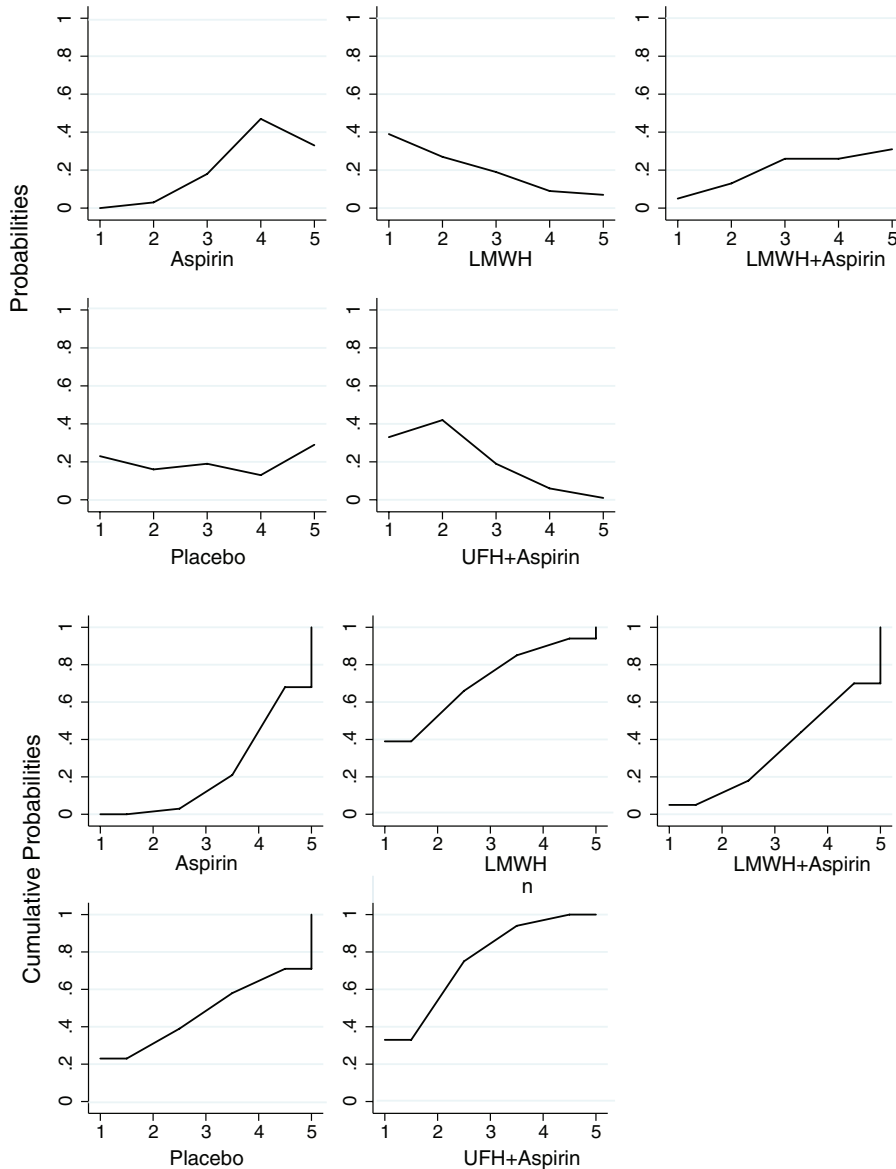 Probabilities
1
.8
.6
.4
.2
0
1 2 3 4 5
Aspirin
1
.8
.6
.4
.2
0
1 2 3 4 5
LMWH
1
.8
.6
.4
.2
0
1 2 3 4 5
LMWH+Aspirin
1
.8
.6
.4
.2
0
1 2 3 4 5
Placebo
1
.8
.6
.4
.2
0
1 2 3 4 5
UFH+Aspirin
Cumulative Probabilities
1
.8
.6
.4
.2
0
1 2 3 4 5
Aspirin
1
.8
.6
.4
.2
0
1 2 3 4 5
LMWH
n
1
.8
.6
.4
.2
0
1 2 3 4 5
LMWH+Aspirin
1
.8
.6
.4
.2
0
1 2 3 4 5
Placebo
1
.8
.6
.4
.2
0
1 2 3 4 5
UFH+Aspirin